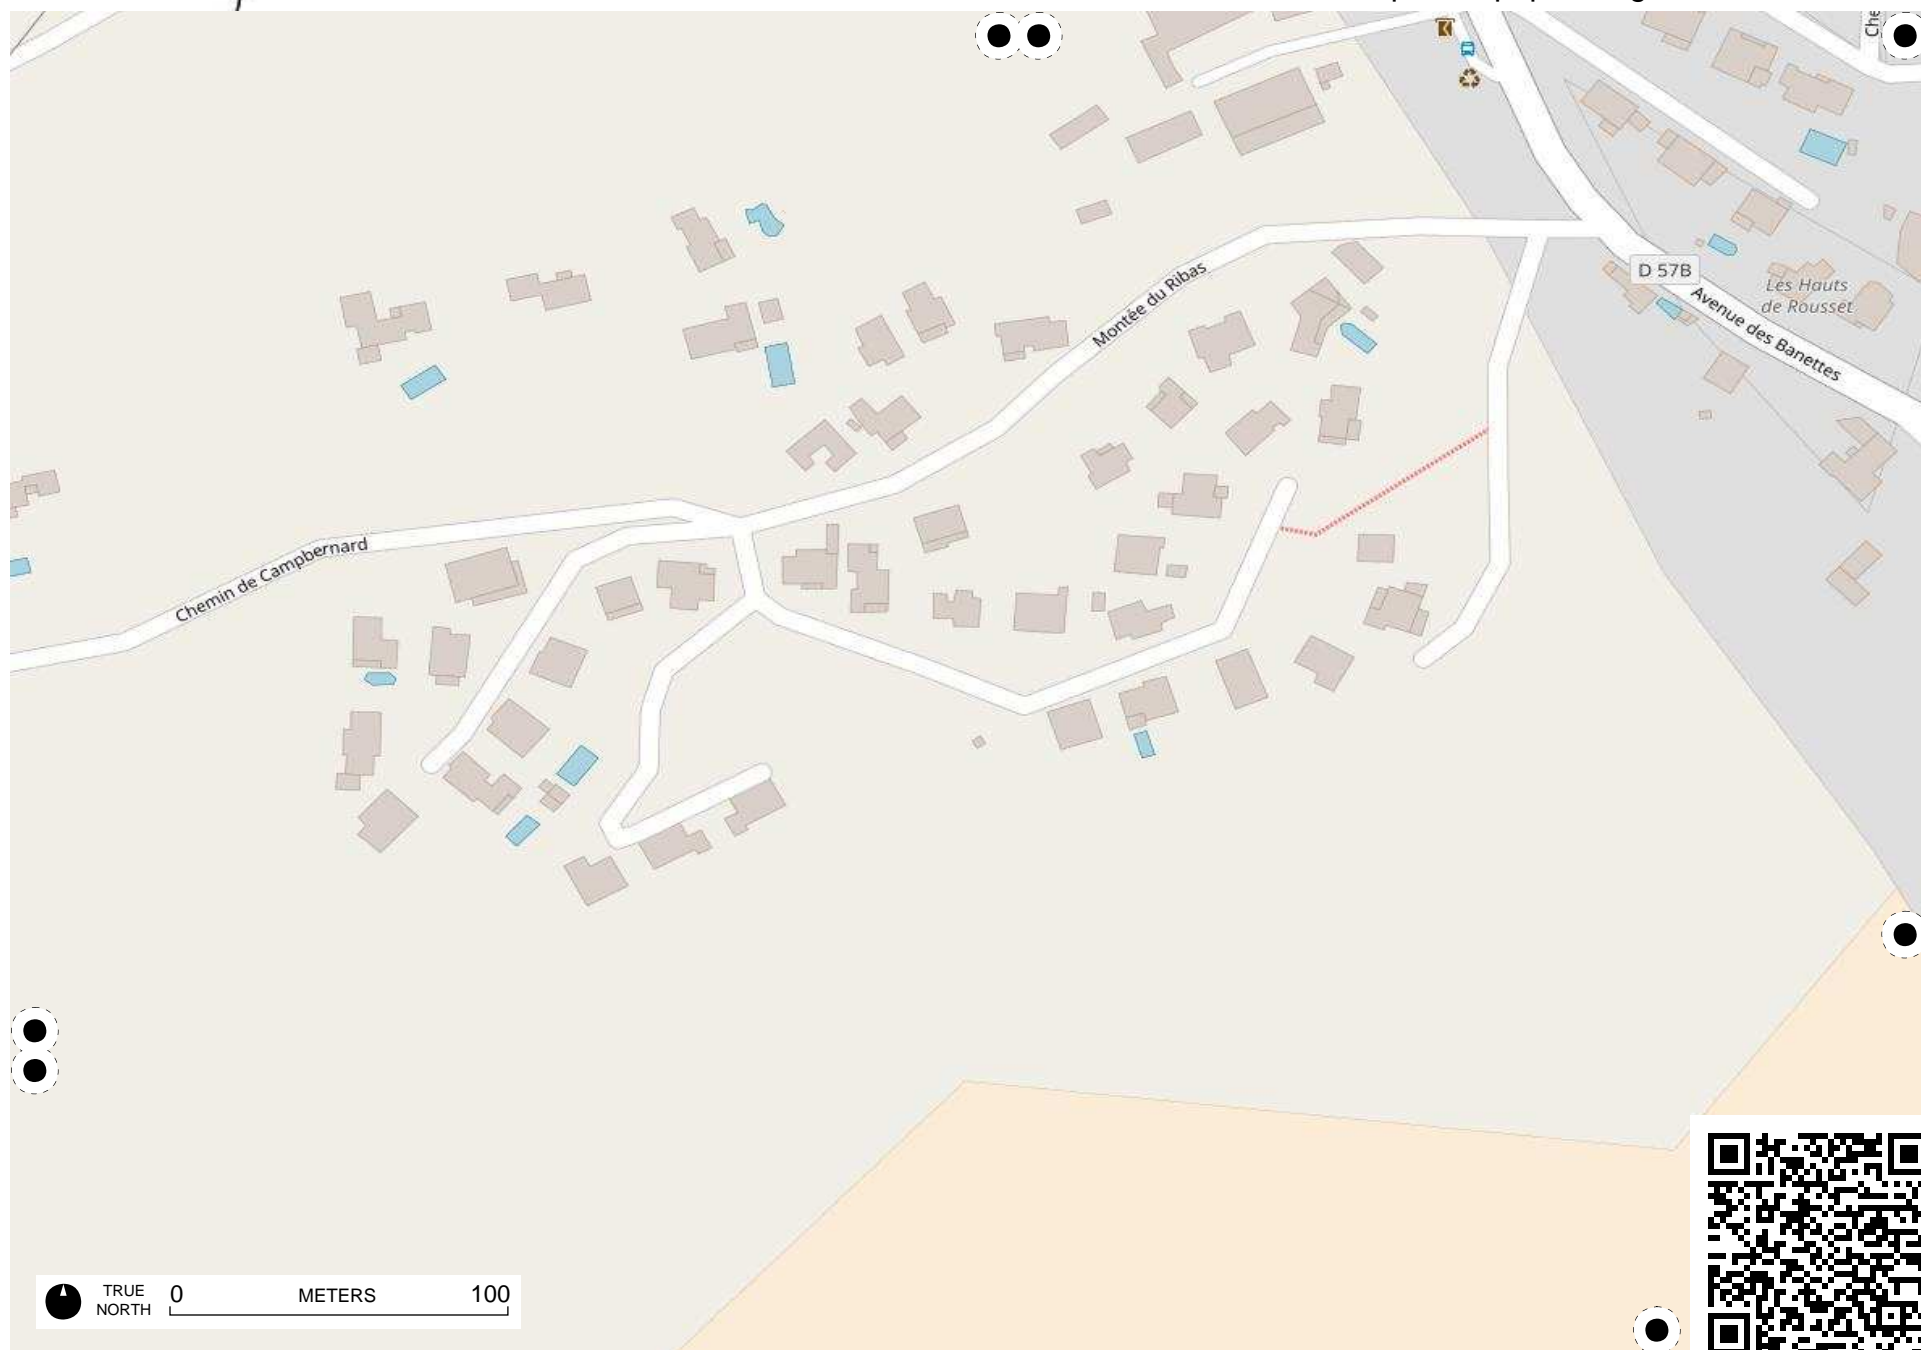 Che
D 57B
Les Hauts
de Rousset
Avenue des Banettes
Montée du Ribas
Chemin de Campbernard
TRUE
NORTH
0 METERS 100